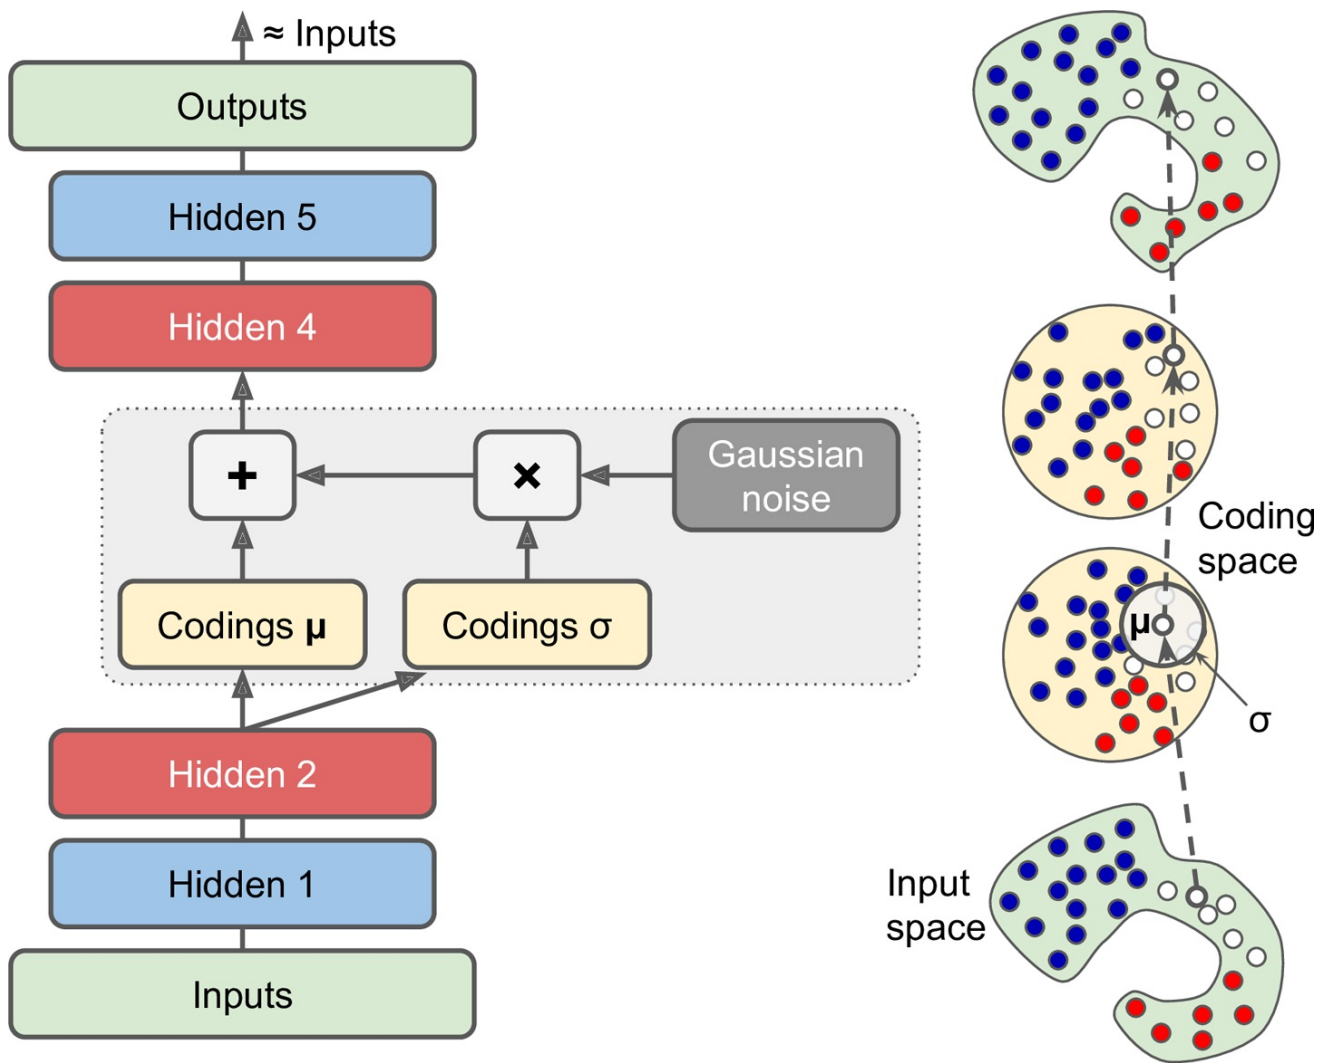 ≈ Inputs
Outputs
Hidden 5
Hidden 4
+
×
Gaussian
noise
Codings μ
Codings σ
Hidden 2
Hidden 1
Inputs
Coding
space
μ
σ
Input
space